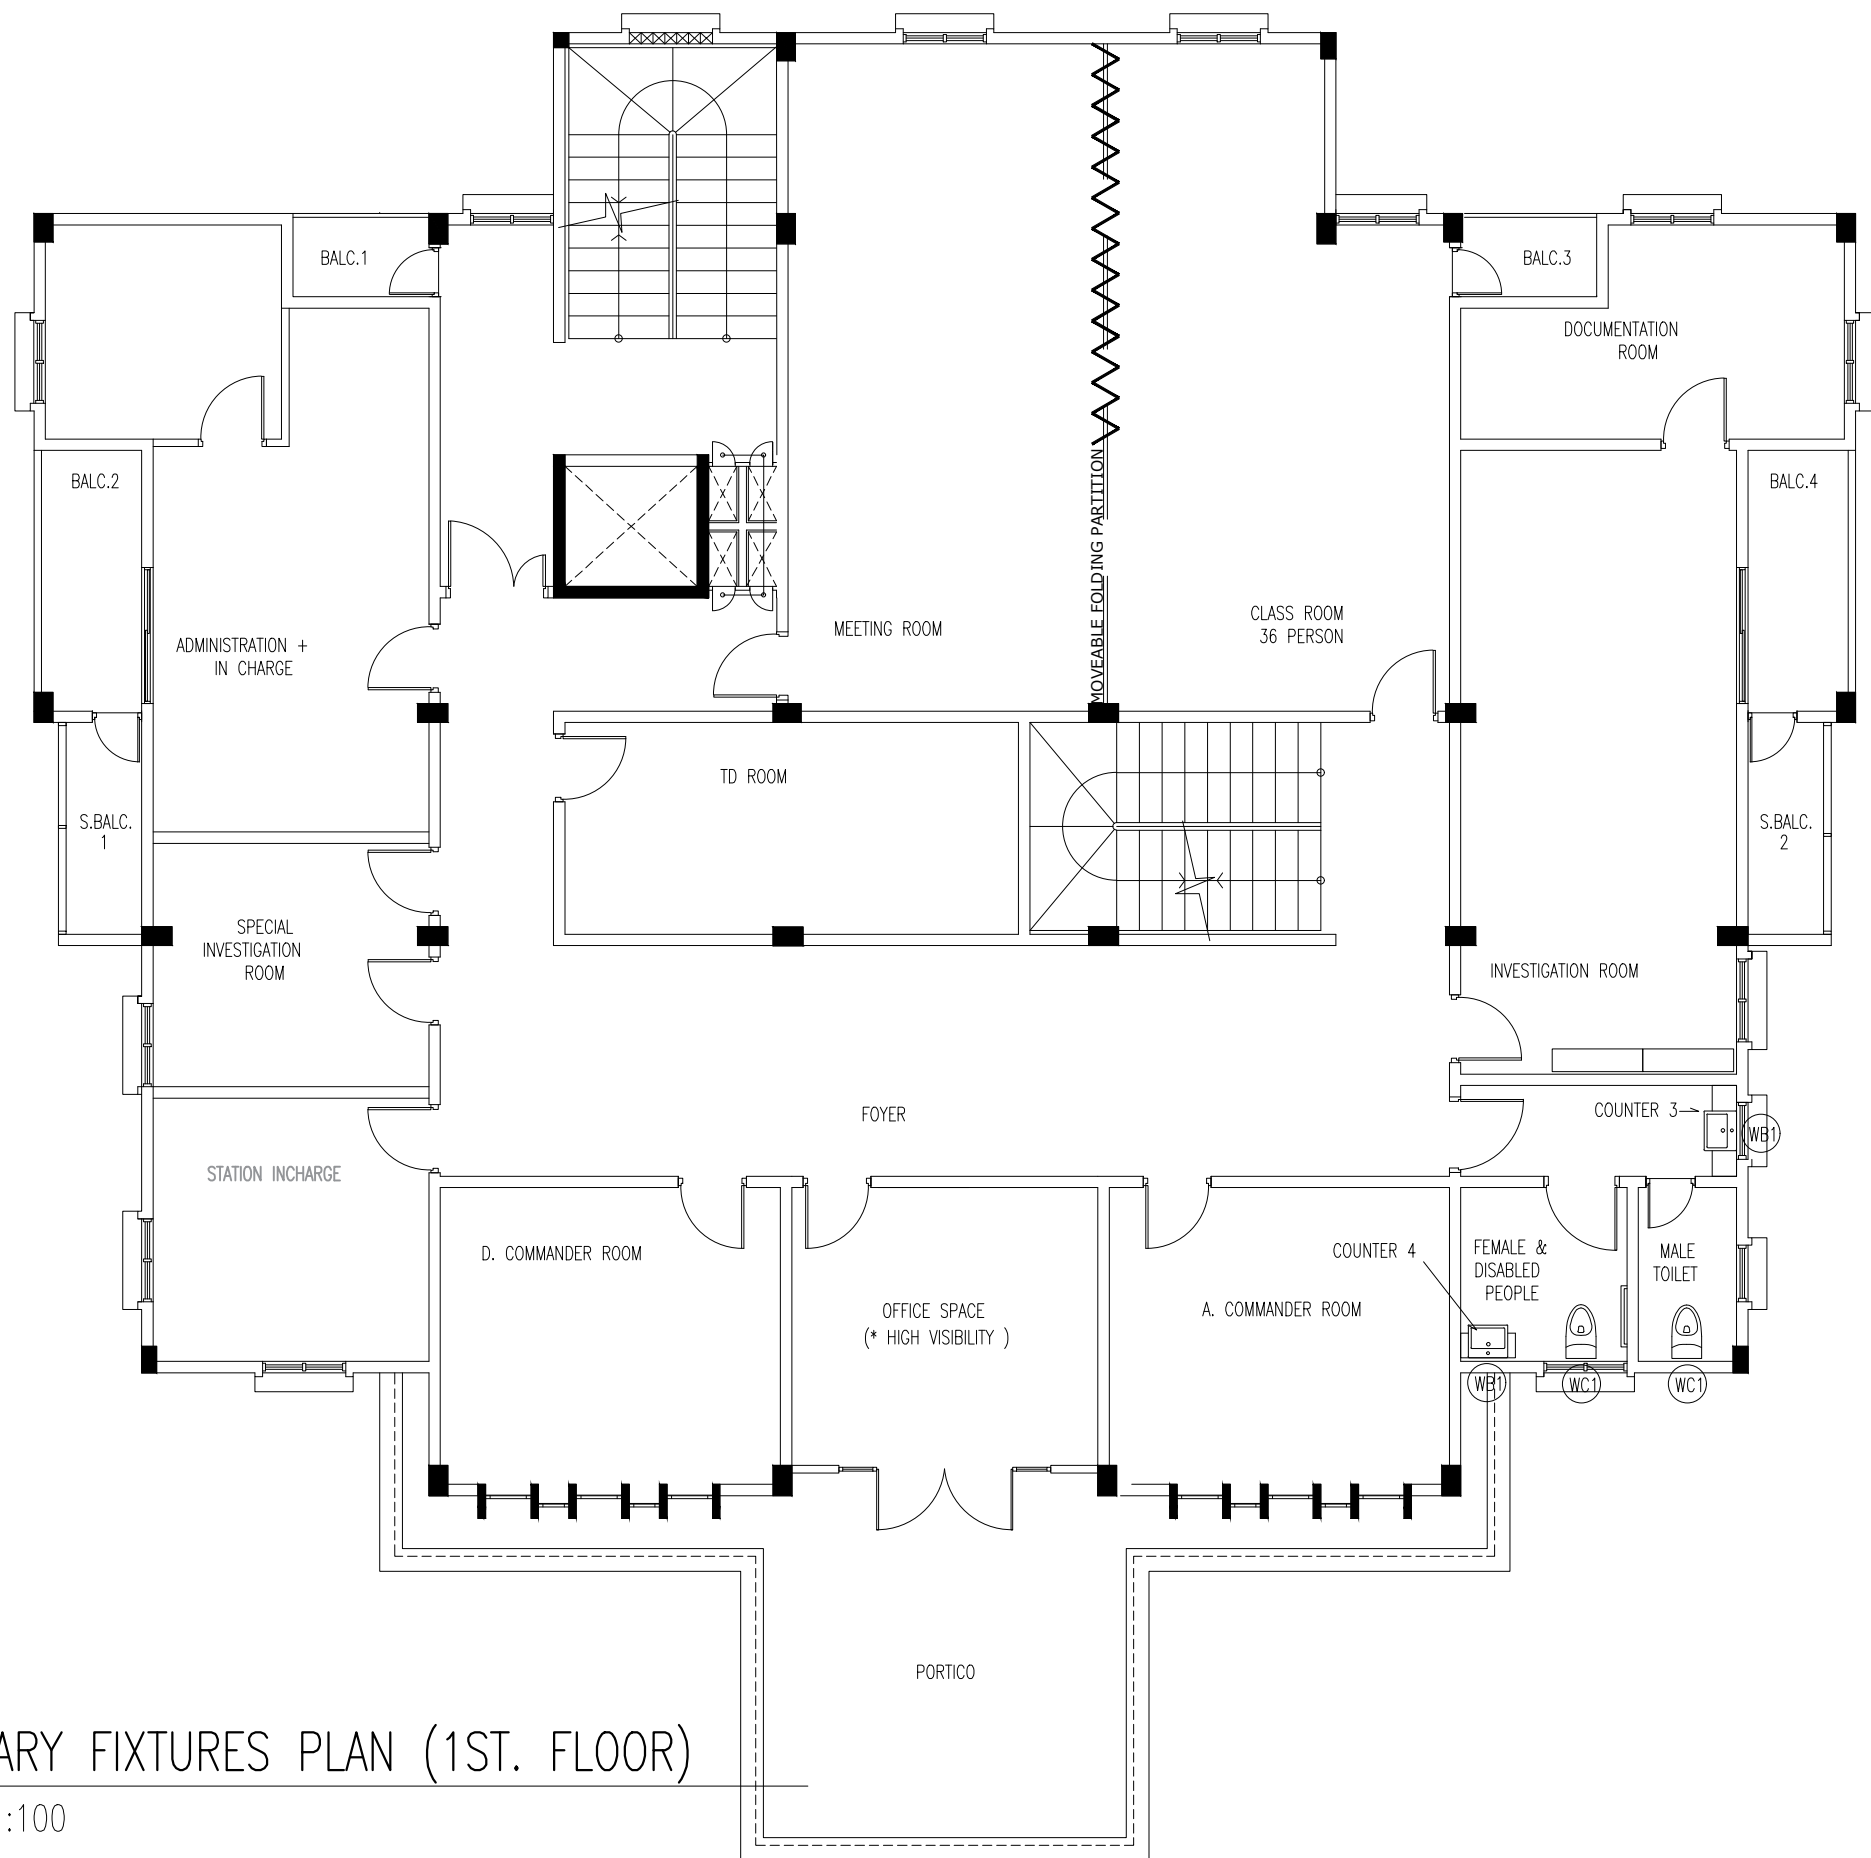 BALC.1
BALC.3
DOCUMENTATION
ROOM
BALC.2
BALC.4
MOVEABLE FOLDING PARTITION
CLASS ROOM
36 PERSON
MEETING ROOM
ADMINISTRATION +
IN CHARGE
TD ROOM
S.BALC.
1
S.BALC.
2
SPECIAL
INVESTIGATION
ROOM
INVESTIGATION ROOM
FOYER
COUNTER 3
WB1
STATION INCHARGE
D. COMMANDER ROOM
COUNTER 4
FEMALE &
DISABLED
PEOPLE
MALE
TOILET
OFFICE SPACE
(* HIGH VISIBILITY )
A. COMMANDER ROOM
WB1
WC1
WC1
PORTICO
ARY FIXTURES PLAN (1ST. FLOOR)
:100